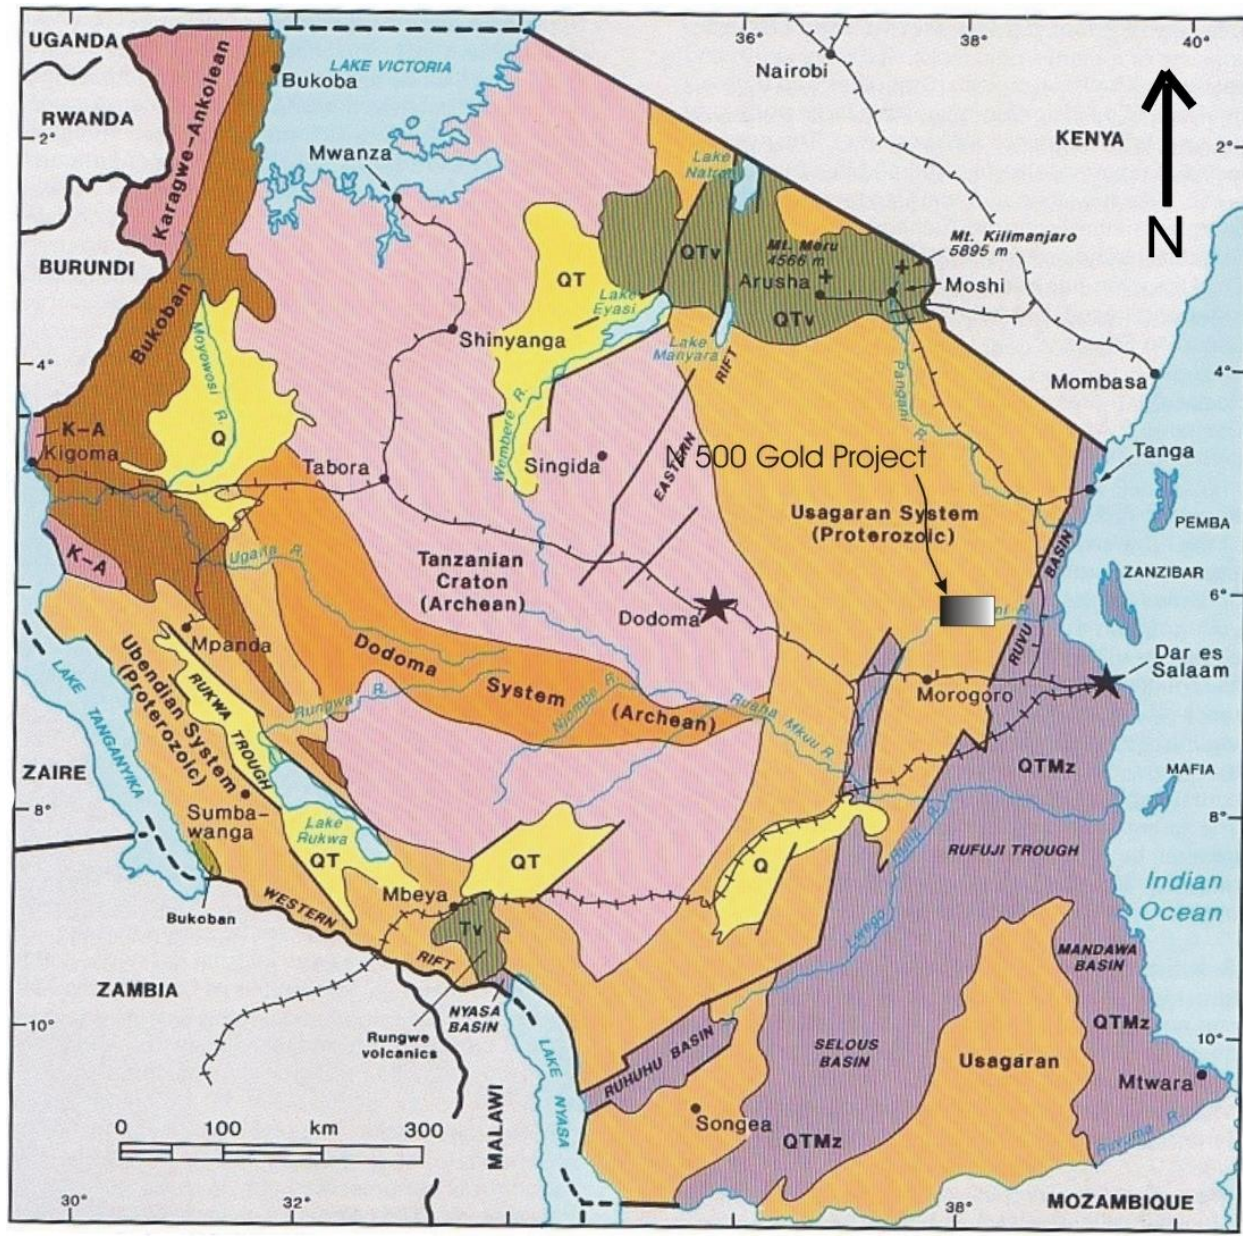 UGANDA
LAKE VICTORIA
36°
38°
40°
Bukoba
Nairobi
RWANDA
Karagwe-Ankolean
2°
KENYA
2°
Mwanza
Lake
BURUNDI
QT
QTv
Mt. Meru
4566 m
Mt. Kilimanjaro
5895 m
Arusha
Moshi
Lake
Eyasi
QTv
Bukoban
Moyowosi R.
Shinyanga
Lake
Manyara
RIFT
4°
Pangani R.
Mombasa
4°
K-A
Kigoma
Q
Wembere R.
Tabora
Singida
EASTERN
500 Gold Project
Tanga
Usagaran System
(Proterozoic)
PEMBA
K-A
Ugalla R.
Tanzanian
Craton
(Archean)
BASIN
ZANZIBAR
Dodoma
ni R.
6°
RUVU
Mpanda
Dodoma
System
(Archean)
Dar es
Salaam
Ubendian System
(Proterozoic)
RUKWA TROUGH
LAKE
TANGANYIKA
Rungwa R.
Njombe R.
Ruaha Mkuu R.
Morogoro
ZAIRE
QTMz
MAFIA
8°
Sumba-
wanga
Lake
Rukwa
8°
QT
QT
Q
RUFUJI TROUGH
Mbeya
Indian
Ocean
Bukoban
WESTERN
RIFT
Tv
MANDAWA
BASIN
ZAMBIA
NYASA
BASIN
10°
Rungwe
volcanics
LAKE
NYASA
RUHUHU BASIN
SELOUS
BASIN
Usagaran
QTMz
10°
Mtwara
0 100 km 300
MALAWI
Songea
QTMz
Ruvuma R.
30°
32°
38°
MOZAMBIQUE
N